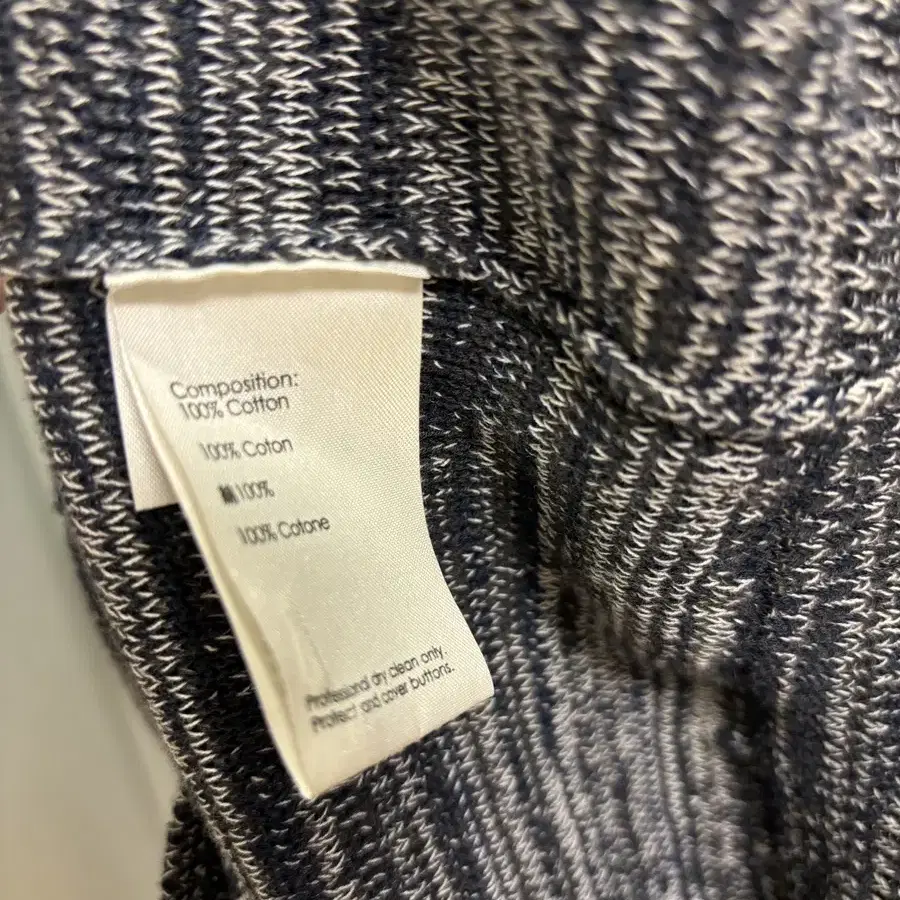 Composition:
100% Cotton
100% Coton
100%
100% Cotone
Professional dry clean only.
Protect and cover buttons.